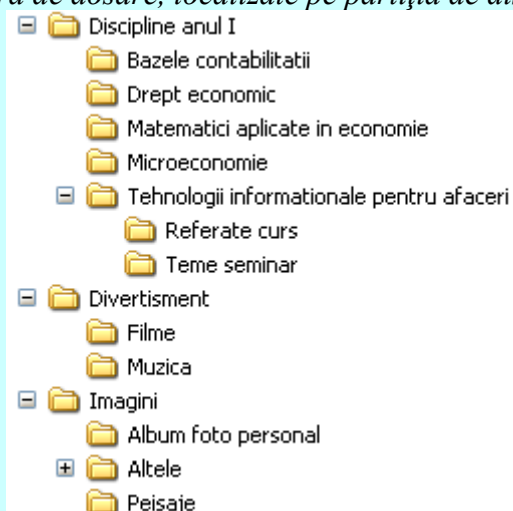 de dosare, localizate pe partiția de
Discipline anul I
Bazele contabilitatii
Drept economic
Matematici aplicate in economie
Microeconomie
Tehnologii informationale pentru afaceri
Referate curs
Teme seminar
Divertisment
Filme
Muzica
Imagini
Album foto personal
Altele
Peisaje